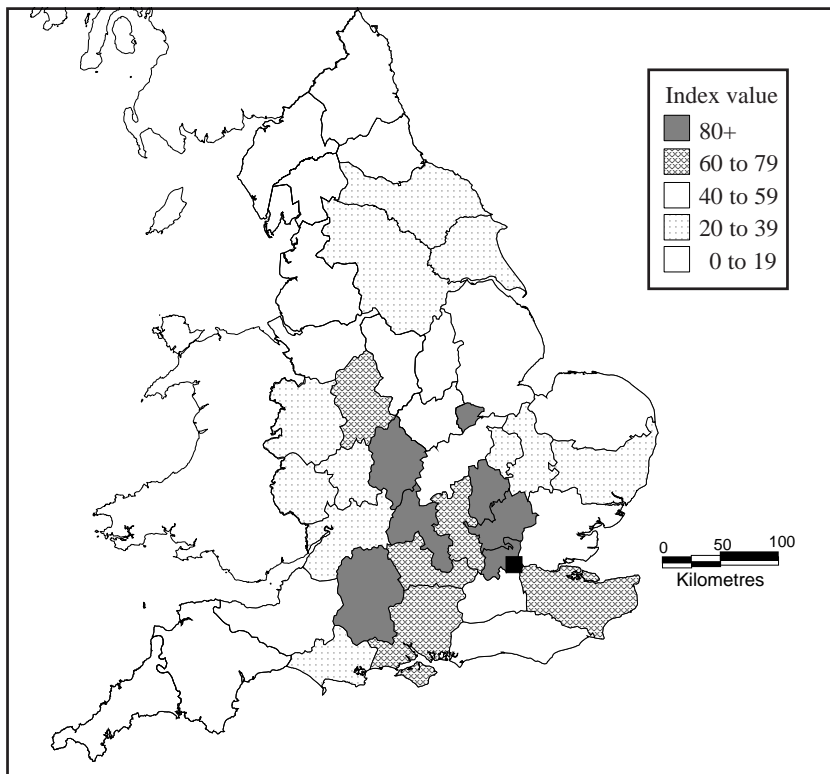 Index value
80+
60 to 79
40 to 59
20 to 39
0 to 19
0 50 100
Kilometres